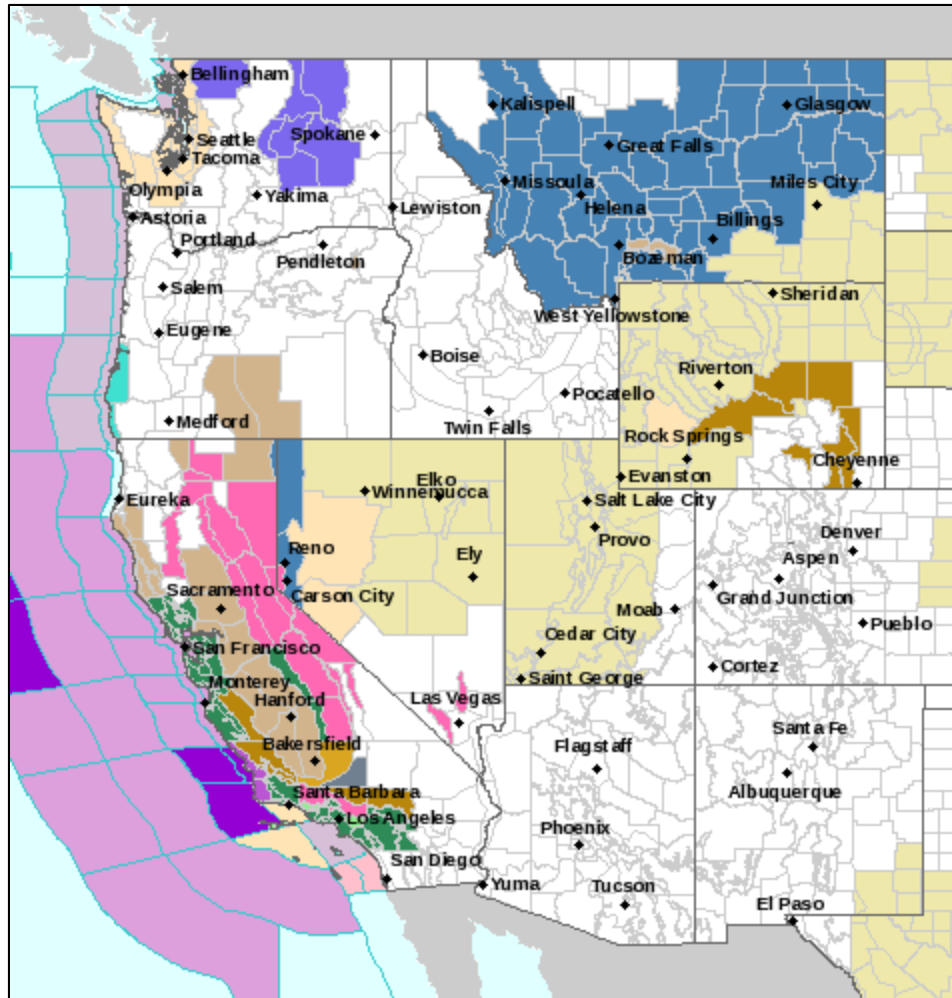 Bellingham
Kalispell
Glasgow
Spokane
Seattle
Great Falls
Tacoma
Missoula
Miles City
Olympia
Yakima
Helena
Lewiston
Astoria
Billings
Portland
Bozeman
Pendleton
Salem
Sheridan
West Yellowstone
Eugene
Boise
Riverton
Pocatello
Medford
Twin Falls
Rock Springs
Cheyenne
Elko
Evanston
Winnemucca
Eureka
Salt Lake City
Denver
Provo
Reno
Ely
Aspen
Sacramento
Carson City
Grand Junction
Moab
Pueblo
Cedar City
San Francisco
Cortez
Saint George
Monterey
Hanford
Las Vegas
Santa Fe
Bakersfield
Flagstaff
Santa Barbara
Albuquerque
Los Angeles
Phoenix
San Diego
Yuma
Tucson
El Paso